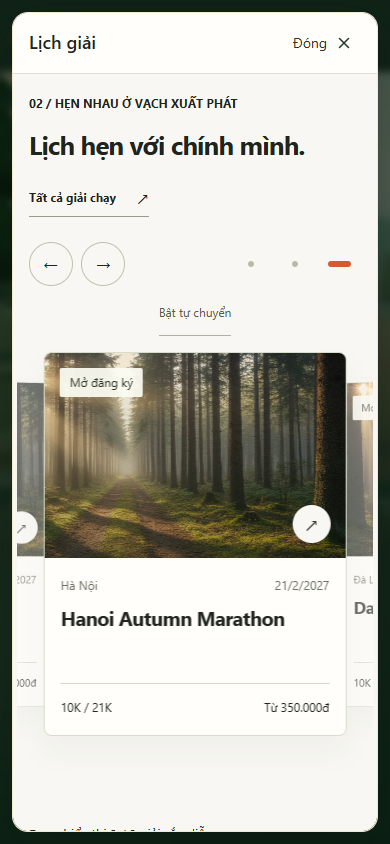 Lịch giải
Đóng ×
02 / HẸN NHAU Ở VẠCH XUẤT PHÁT
Lịch hẹn với chính mình.
Tất cả giải chạy ↗
← →
Bật tự chuyển
Mở đăng ký
Mở
↗
↗
2027
Hà Nội 21/2/2027
Đà L
Hanoi Autumn Marathon
Da
000đ
10K / 21K Từ 350.000đ
10K